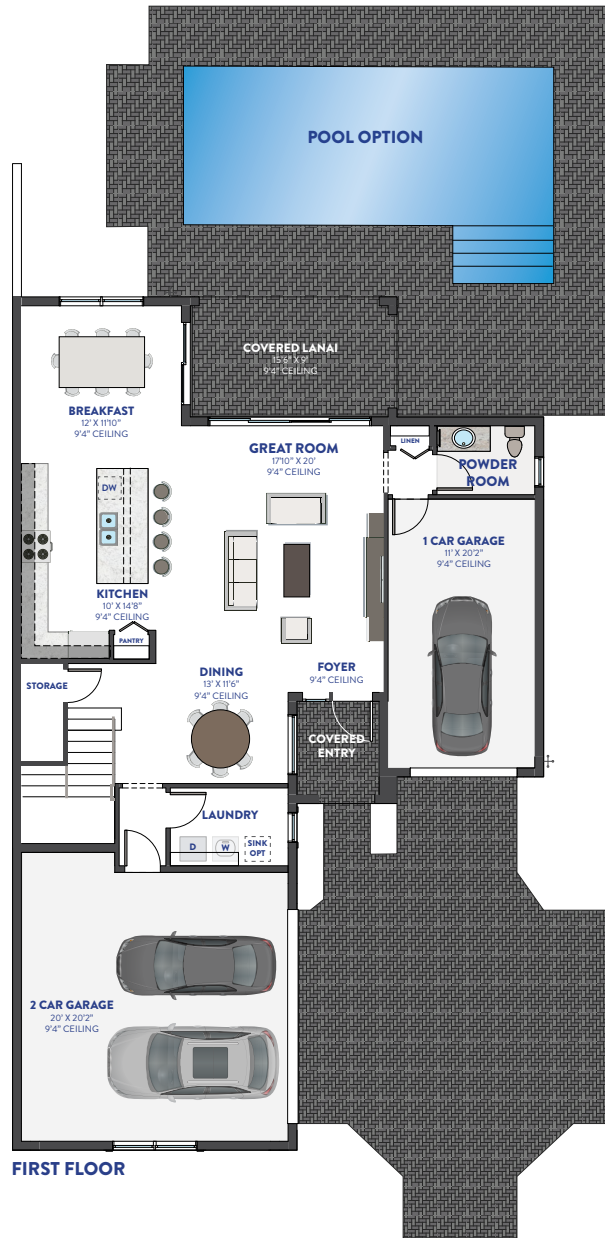 POOL OPTION
COVERED LANAI
15'6" X 9'
9'4" CEILING
BREAKFAST
12' X 11'10"
9'4" CEILING
GREAT ROOM
17'10" X 20'
9'4" CEILING
LINEN
POWDER
ROOM
DW
1 CAR GARAGE
11' X 20'2"
9'4" CEILING
KITCHEN
10' X 14'8"
9'4" CEILING
PANTRY
STORAGE
DINING
13' X 11'6"
9'4" CEILING
FOYER
9'4" CEILING
COVERED
ENTRY
LAUNDRY
D
W
SINK
OPT
2 CAR GARAGE
20' X 20'2"
9'4" CEILING
FIRST FLOOR